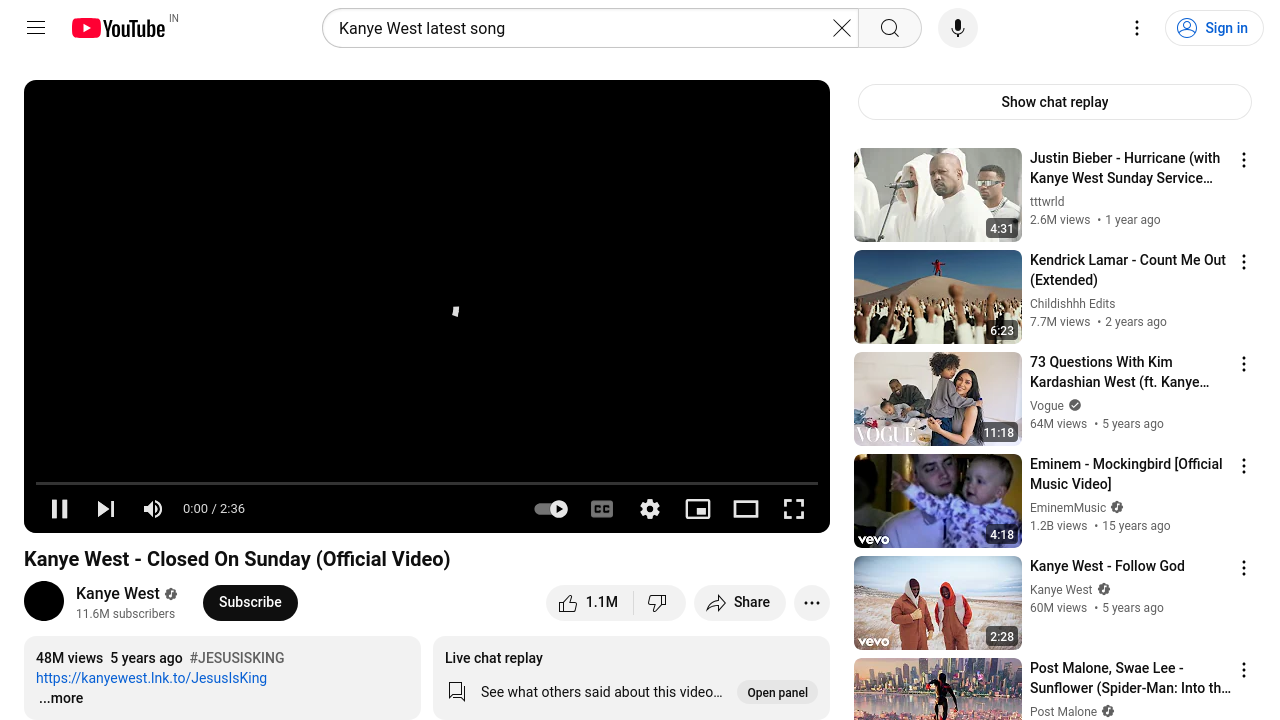 YouTube IN
Kanye West latest song
Sign in
0:00 / 2:36
CC
Kanye West - Closed On Sunday (Official Video)
Kanye West
11.6M subscribers
Subscribe
1.1M
Share
48M views 5 years ago #JESUSISKING
https://kanyewest.lnk.to/JesusIsKing
...more
Live chat replay
See what others said about this video...
Open panel
Show chat replay
4:31
Justin Bieber - Hurricane (with
Kanye West Sunday Service...
tttwrld
2.6M views • 1 year ago
6:23
Kendrick Lamar - Count Me Out
(Extended)
Childishhh Edits
7.7M views • 2 years ago
VOGUE
11:18
73 Questions With Kim
Kardashian West (ft. Kanye...
Vogue
64M views • 5 years ago
vevo
4:18
Eminem - Mockingbird [Official
Music Video]
EminemMusic
1.2B views • 15 years ago
vevo
2:28
Kanye West - Follow God
Kanye West
60M views • 5 years ago
Post Malone, Swae Lee -
Sunflower (Spider-Man: Into th...
Post Malone